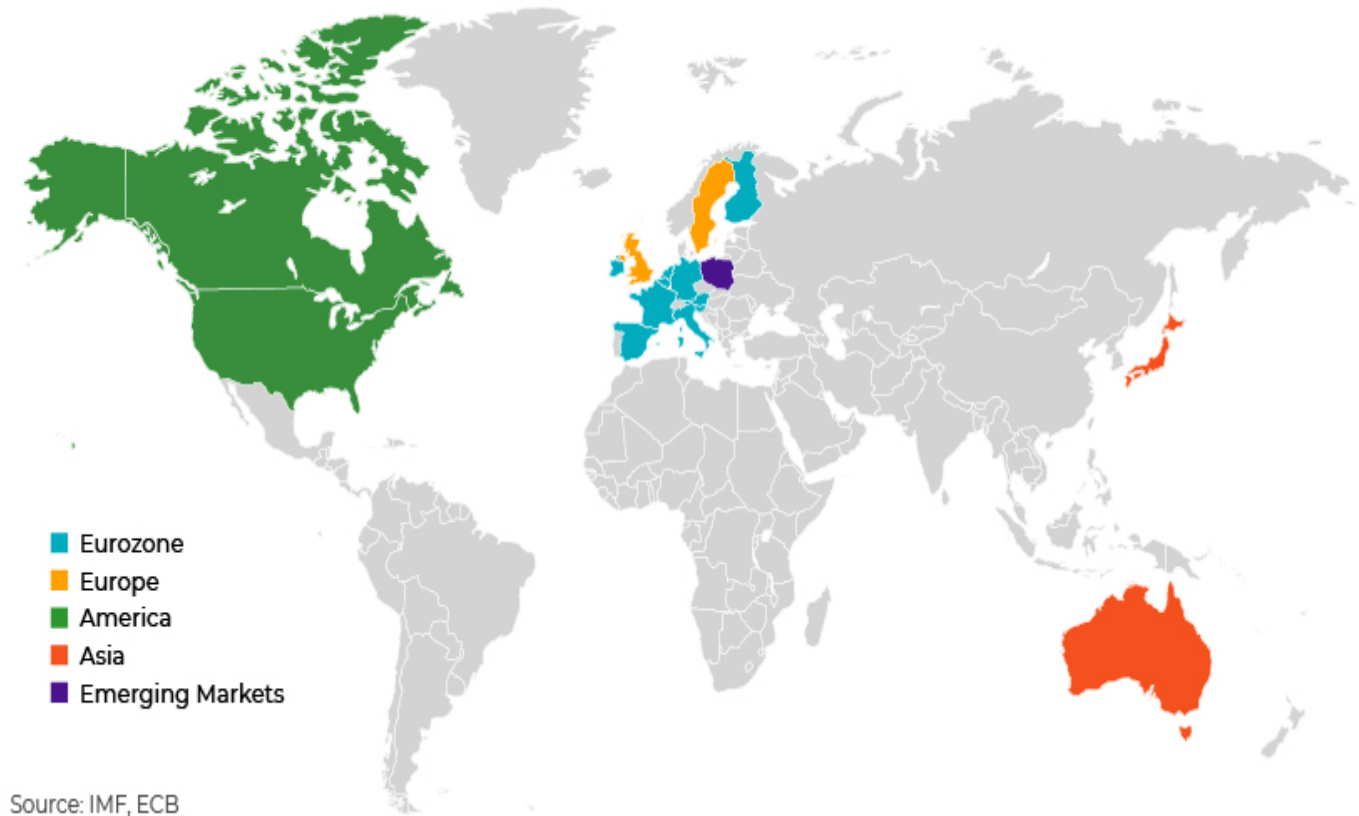 Eurozone
Europe
America
Asia
Emerging Markets
Source: IMF, ECB